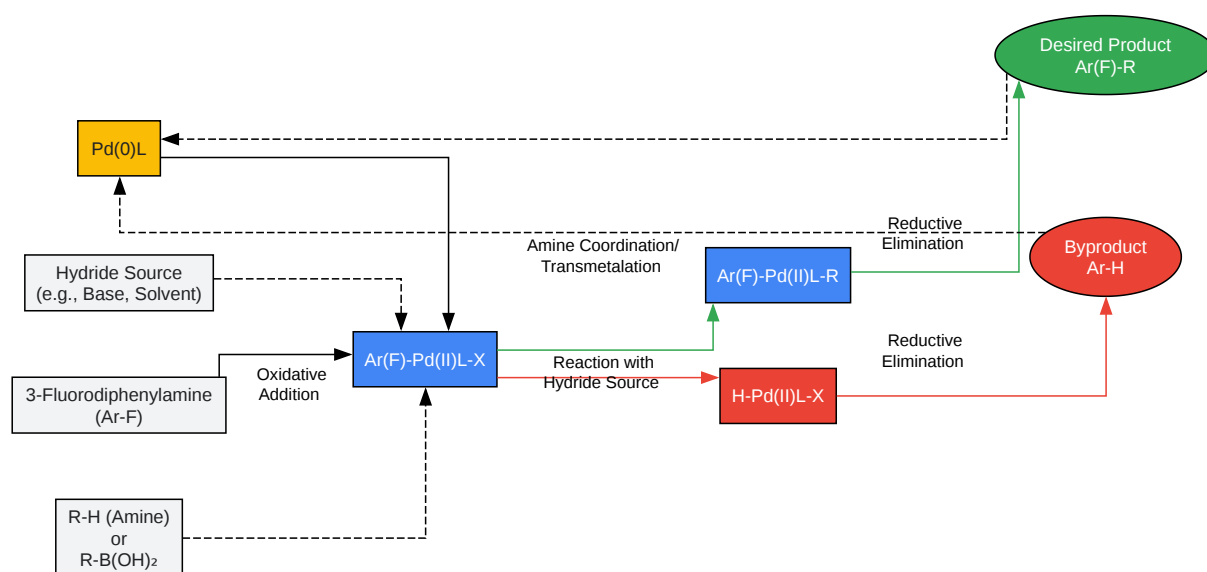 Desired Product
Ar(F)-R
Pd(0)L
Reductive
Elimination
Amine Coordination/
Transmetalation
Byproduct
Ar-H
Hydride Source
(e.g., Base, Solvent)
Ar(F)-Pd(II)L-R
Ar(F)-Pd(II)L-X
Reductive
Elimination
Reaction with
Hydride Source
Oxidative
Addition
3-Fluorodiphenylamine
(Ar-F)
H-Pd(II)L-X
R-H (Amine)
or
R-B(OH)₂